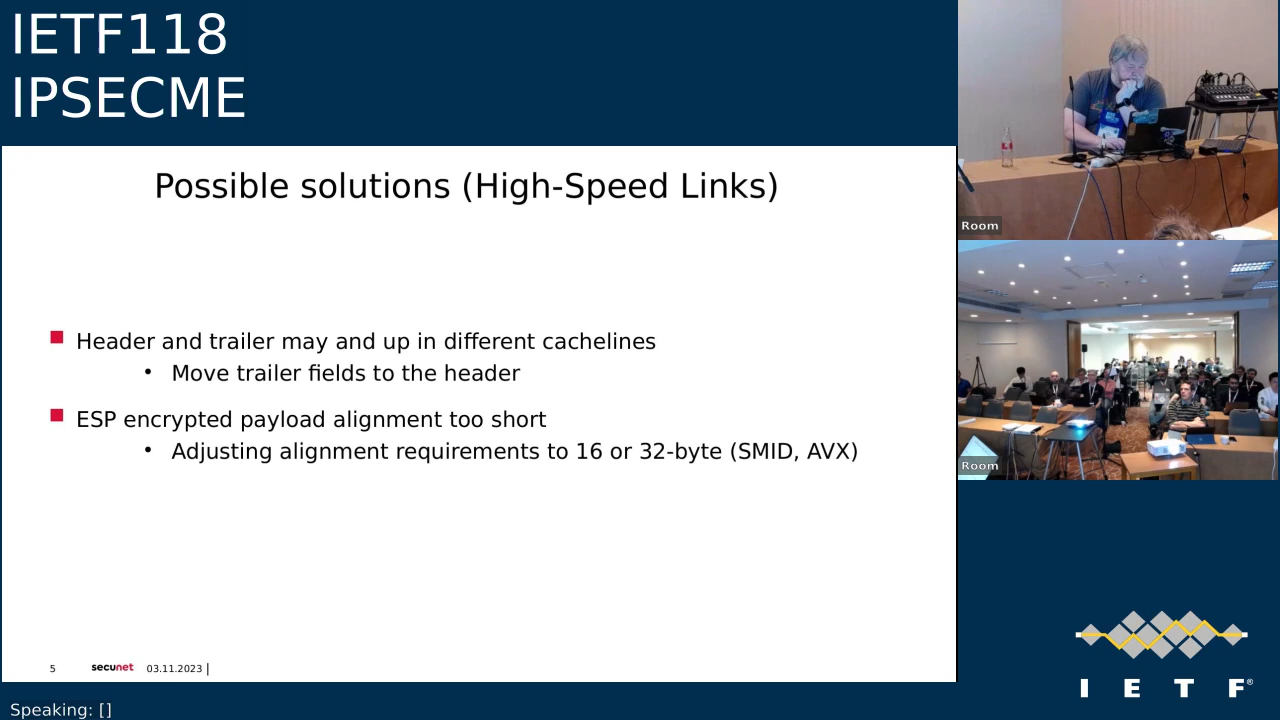 IETF118
IPSECME
Possible solutions (High-Speed Links)
Header and trailer may and up in different cachelines
• Move trailer fields to the header
ESP encrypted payload alignment too short
• Adjusting alignment requirements to 16 or 32-byte (SMID, AVX)
5 secunet 03.11.2023 |
Room
Room
I E T F®
Speaking: []